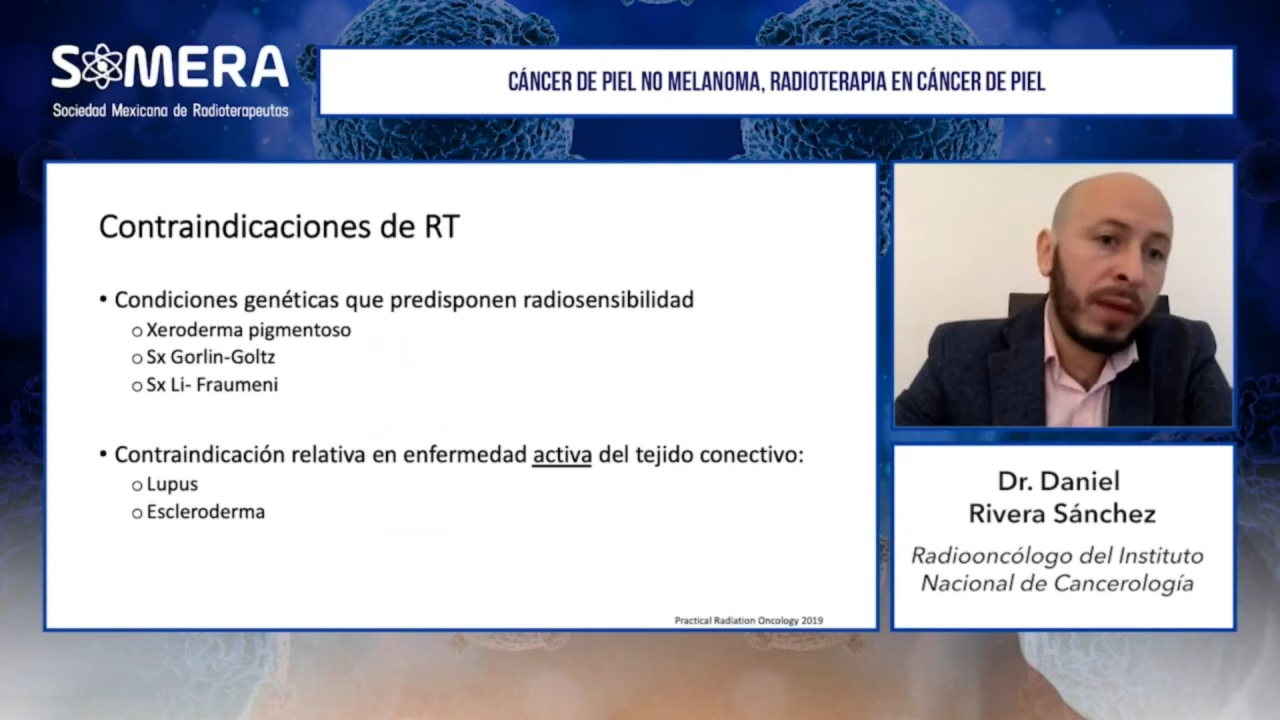 SOMERA
Sociedad Mexicana de Radioterapeutas
CÁNCER DE PIEL NO MELANOMA, RADIOTERAPIA EN CÁNCER DE PIEL
Contraindicaciones de RT
• Condiciones genéticas que predisponen radiosensibilidad
o Xeroderma pigmentoso
o Sx Gorlin-Goltz
o Sx Li- Fraumeni
• Contraindicación relativa en enfermedad activa del tejido conectivo:
o Lupus
o Escleroderma
Practical Radiation Oncology 2019
Dr. Daniel
Rivera Sánchez
Radiooncólogo del Instituto
Nacional de Cancerología